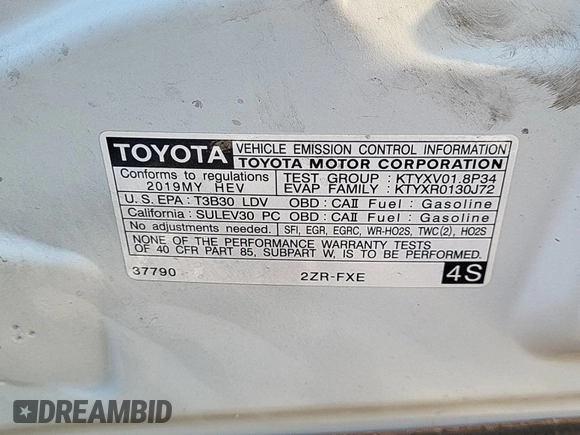 TOYOTA VEHICLE EMISSION CONTROL INFORMATION
TOYOTA MOTOR CORPORATION
Conforms to regulations TEST GROUP : KTYXV01.8P34
2019MY HEV EVAP FAMILY : KTYXR0130J72
U.S. EPA : T3B30 LDV OBD : CAII Fuel : Gasoline
California : SULEV30 PC OBD : CAII Fuel : Gasoline
No adjustments needed. SFI, EGR, EGRC, WR-HO2S, TWC(2), HO2S
NONE OF THE PERFORMANCE WARRANTY TESTS
OF 40 CFR PART 85, SUBPART W, IS TO BE PERFORMED.
37790 2ZR-FXE 4S
DREAMBID